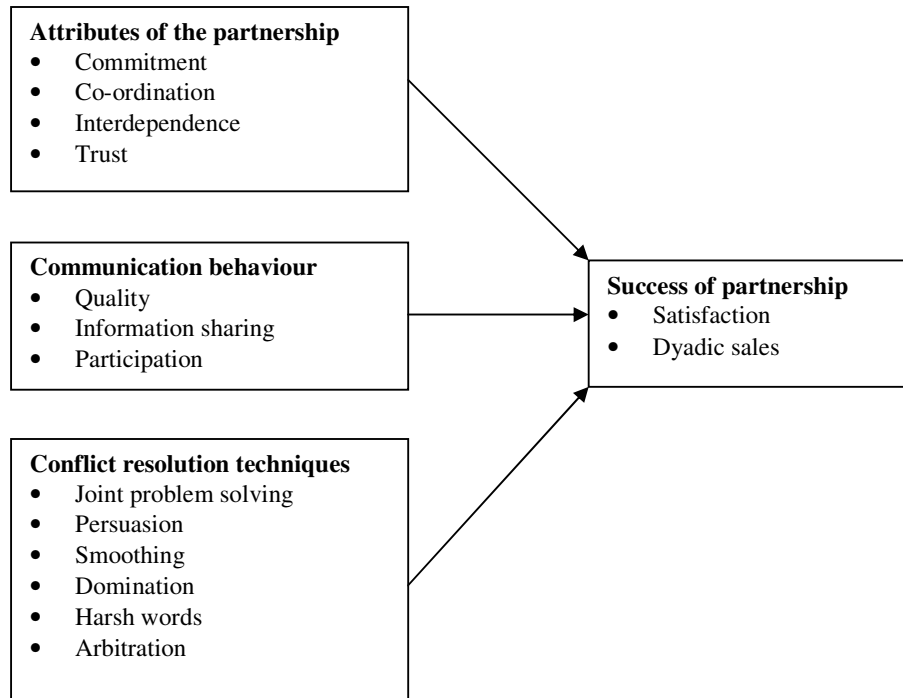 Attributes of the partnership
• Commitment
• Co-ordination
• Interdependence
• Trust
Communication behaviour
• Quality
• Information sharing
• Participation
Success of partnership
• Satisfaction
• Dyadic sales
Conflict resolution techniques
• Joint problem solving
• Persuasion
• Smoothing
• Domination
• Harsh words
• Arbitration